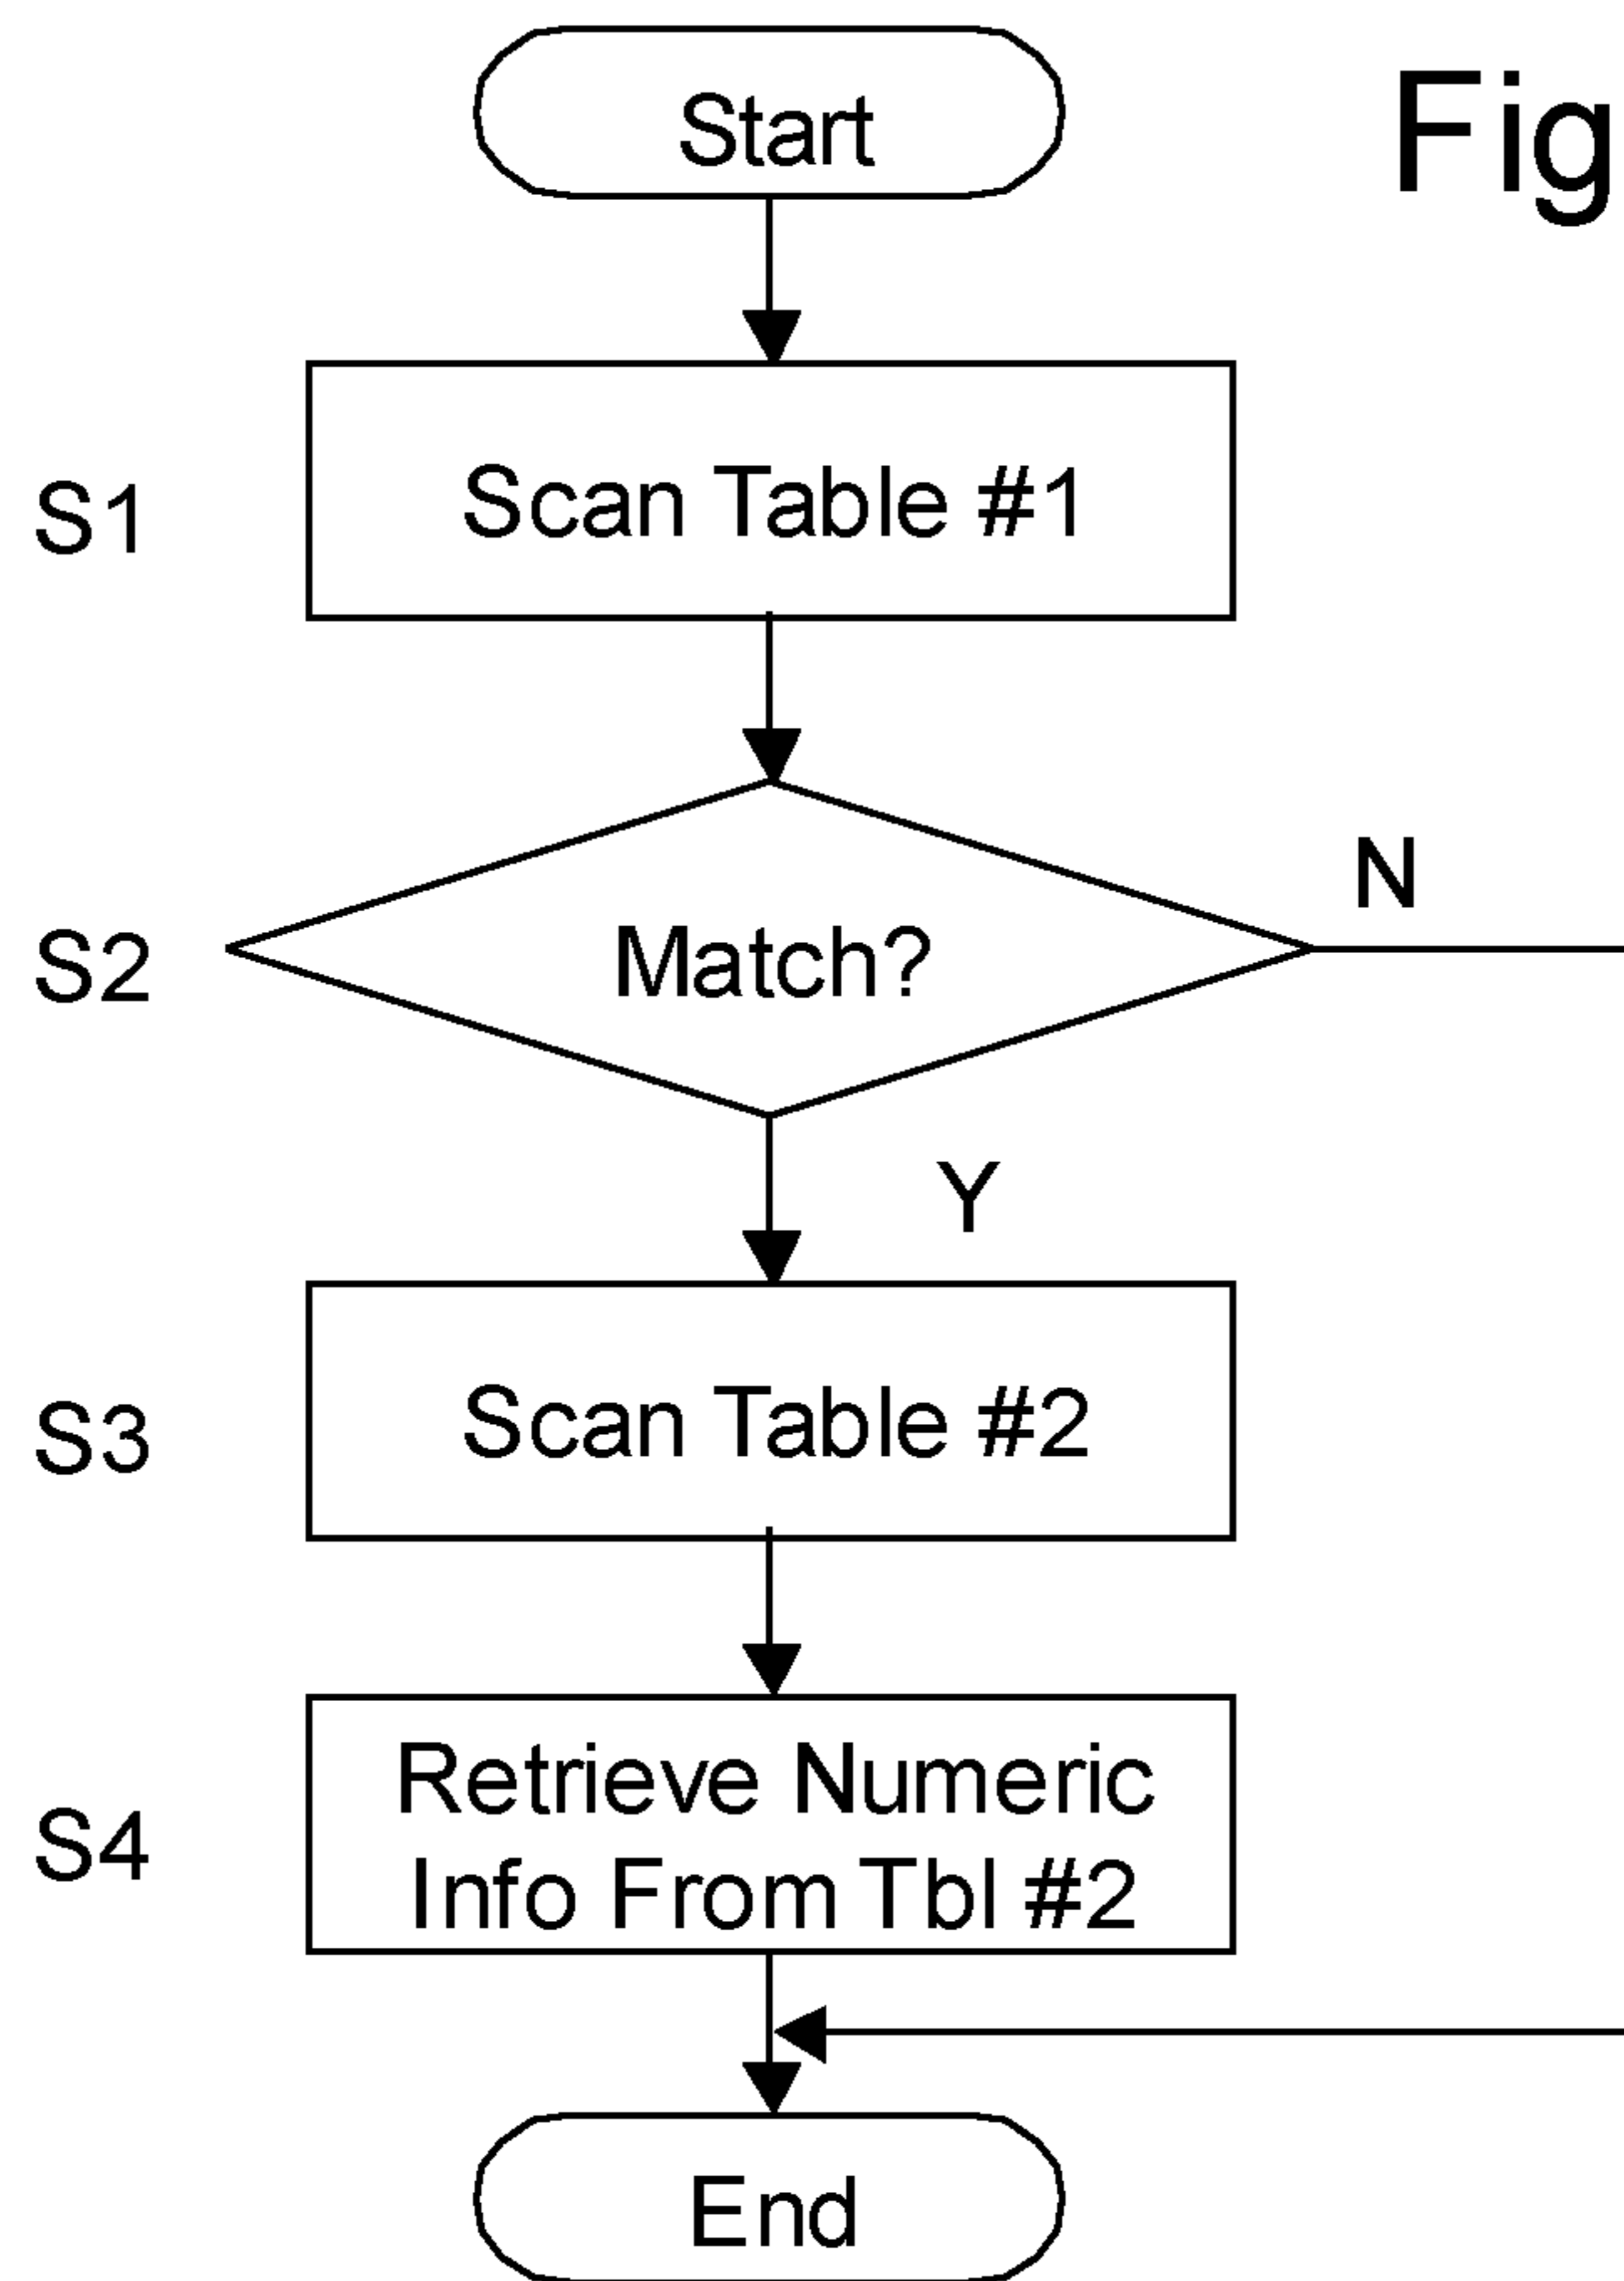 Start
Fig
S1
Scan Table #1
N
S2
Match?
Y
S3
Scan Table #2
S4
Retrieve Numeric
Info From Tbl #2
End